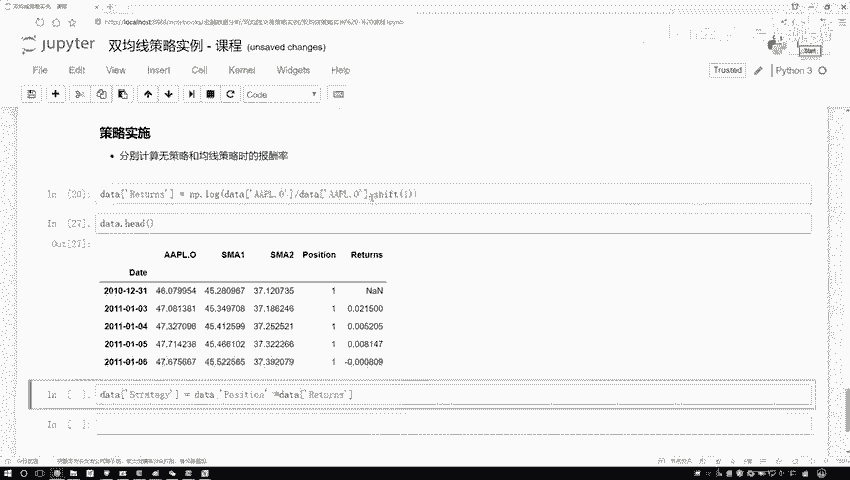 jupyter 双均线策略实例 - 课程 (unsaved changes)
File Edit View Insert Cell Kernel Widgets Help
Trusted Python 3
Code
策略实施
分别计算无策略和均线策略时的报酬率
In [20]: data['Returns'] = np.log(data['AAPL.O']/data['AAPL.O'].shift(1))
In [27]: data.head()
Out[27]:
AAPL.O SMA1 SMA2 Position Returns
Date
2010-12-31 46.079954 45.280967 37.120735 1 NaN
2011-01-03 47.081381 45.349708 37.186246 1 0.021500
2011-01-04 47.327096 45.412599 37.252521 1 0.005205
2011-01-05 47.714238 45.466102 37.322266 1 0.008147
2011-01-06 47.675667 45.522565 37.392079 1 -0.000809
In [ ]: data['Strategy'] = data['Position'*data['Returns']
In [ ]: